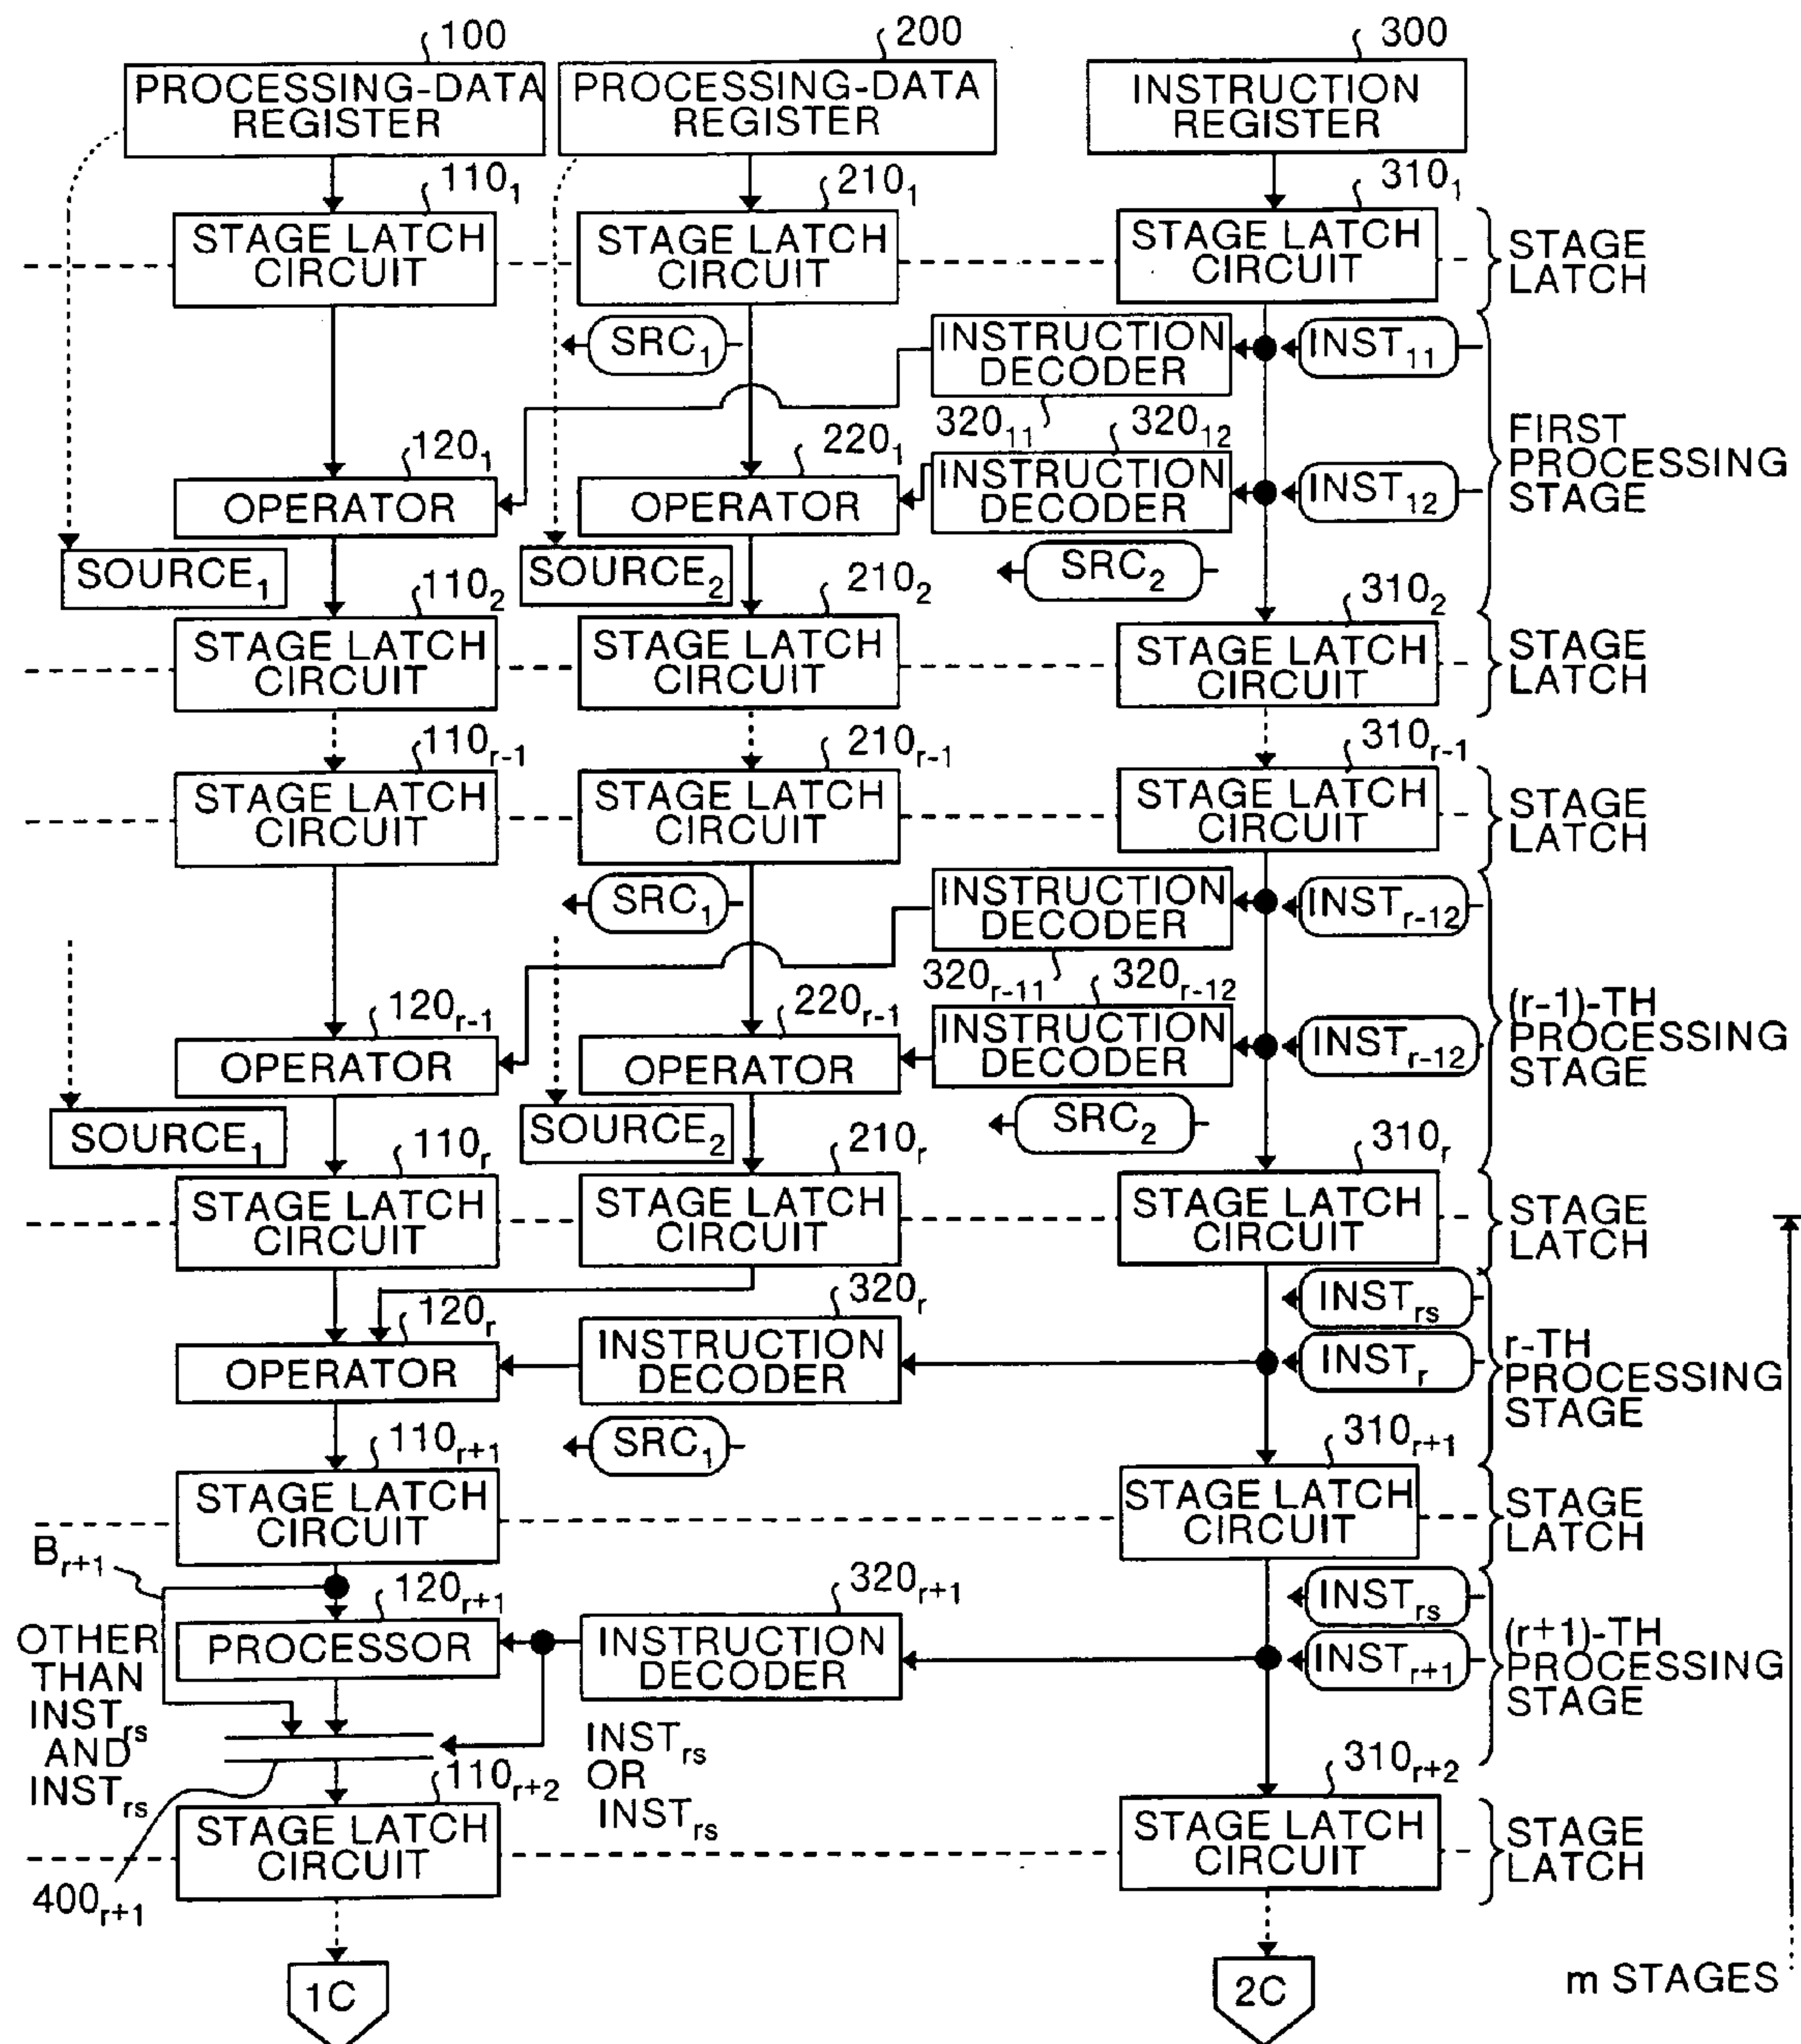 100
200
300
PROCESSING-DATA
REGISTER
PROCESSING-DATA
REGISTER
INSTRUCTION
REGISTER
110₁
210₁
310₁
STAGE LATCH
CIRCUIT
STAGE LATCH
CIRCUIT
STAGE LATCH
CIRCUIT
STAGE
LATCH
SRC₁
INSTRUCTION
DECODER
INST₁₁
320₁₁
320₁₂
FIRST
PROCESSING
STAGE
120₁
220₁
OPERATOR
OPERATOR
INSTRUCTION
DECODER
INST₁₂
SOURCE₁
SOURCE₂
SRC₂
110₂
210₂
310₂
STAGE LATCH
CIRCUIT
STAGE LATCH
CIRCUIT
STAGE LATCH
CIRCUIT
STAGE
LATCH
110r-1
210r-1
310r-1
STAGE LATCH
CIRCUIT
STAGE LATCH
CIRCUIT
STAGE LATCH
CIRCUIT
STAGE
LATCH
SRC₁
INSTRUCTION
DECODER
INSTr-12
320r-11
320r-12
(r-1)-TH
PROCESSING
STAGE
120r-1
220r-1
OPERATOR
OPERATOR
INSTRUCTION
DECODER
INSTr-12
SOURCE₁
SOURCE₂
SRC₂
110r
210r
310r
STAGE LATCH
CIRCUIT
STAGE LATCH
CIRCUIT
STAGE LATCH
CIRCUIT
STAGE
LATCH
120r
320r
INSTrs
OPERATOR
INSTRUCTION
DECODER
INSTr
r-TH
PROCESSING
STAGE
SRC₁
110r+1
310r+1
STAGE LATCH
CIRCUIT
STAGE LATCH
CIRCUIT
STAGE
LATCH
Br+1
120r+1
320r+1
INSTrs
PROCESSOR
INSTRUCTION
DECODER
INSTr+1
(r+1)-TH
PROCESSING
STAGE
OTHER
THAN
INSTrs
AND
INSTrs
INSTrs
OR
INSTrs
110r+2
310r+2
STAGE LATCH
CIRCUIT
STAGE LATCH
CIRCUIT
STAGE
LATCH
400r+1
1C
2C
m STAGES